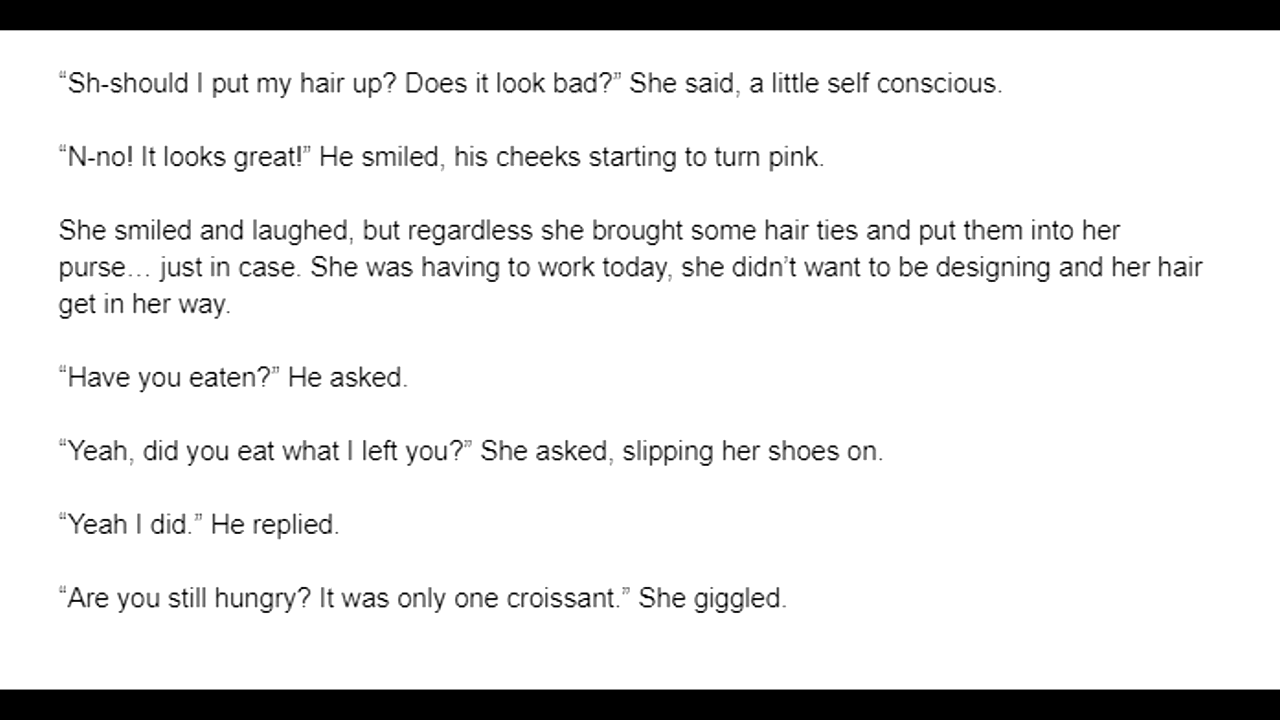 “Sh-should I put my hair up? Does it look bad?” She said, a little self conscious.
“N-no! It looks great!” He smiled, his cheeks starting to turn pink.
She smiled and laughed, but regardless she brought some hair ties and put them into her
purse… just in case. She was having to work today, she didn’t want to be designing and her hair
get in her way.
“Have you eaten?” He asked.
“Yeah, did you eat what I left you?” She asked, slipping her shoes on.
“Yeah I did.” He replied.
“Are you still hungry? It was only one croissant.” She giggled.